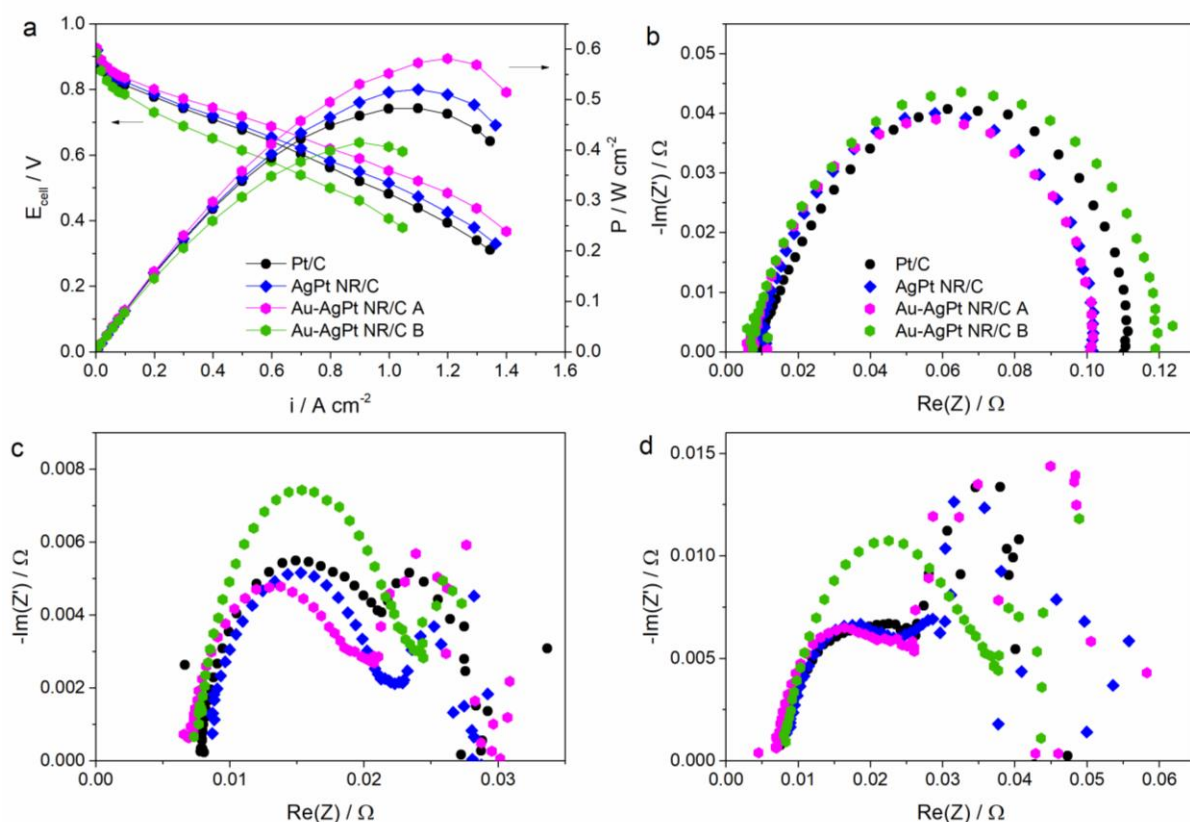 a
E_cell / V
1.0
0.8
0.6
0.4
0.2
0.0
0.6
0.5
0.4
0.3
0.2
0.1
0.0
P / W cm⁻²
Pt/C
AgPt NR/C
Au-AgPt NR/C A
Au-AgPt NR/C B
0.0 0.2 0.4 0.6 0.8 1.0 1.2 1.4 1.6
i / A cm⁻²
b
-Im(Z') / Ω
0.05
0.04
0.03
0.02
0.01
0.00
Pt/C
AgPt NR/C
Au-AgPt NR/C A
Au-AgPt NR/C B
0.00 0.02 0.04 0.06 0.08 0.10 0.12
Re(Z) / Ω
c
-Im(Z') / Ω
0.008
0.006
0.004
0.002
0.000
0.00 0.01 0.02 0.03
Re(Z) / Ω
d
-Im(Z') / Ω
0.015
0.010
0.005
0.000
0.00 0.01 0.02 0.03 0.04 0.05 0.06
Re(Z) / Ω